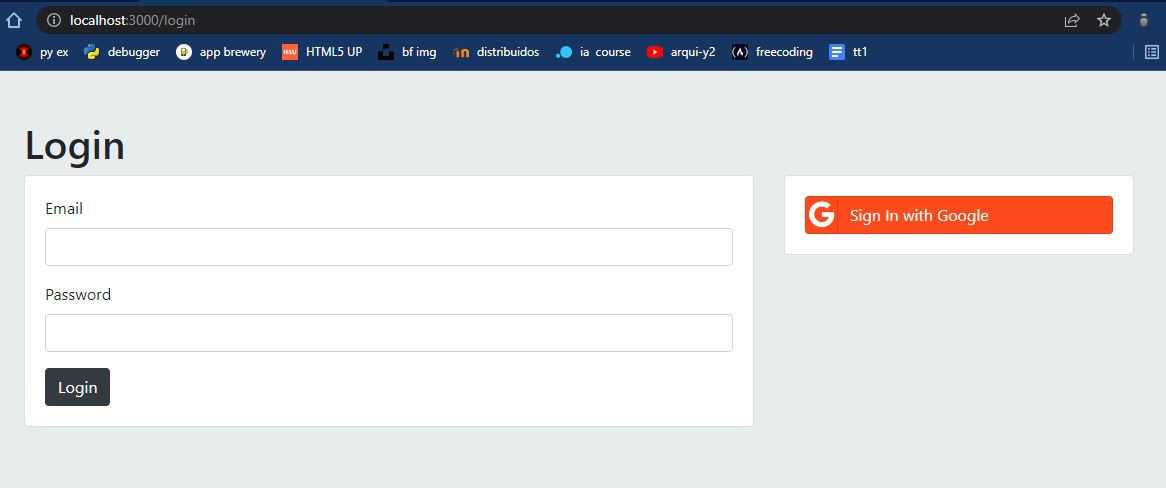 localhost:3000/login
py ex debugger app brewery HSU HTML5 UP bf img distribuidos ia course arqui-y2 freecoding tt1
Login
Email
G Sign In with Google
Password
Login